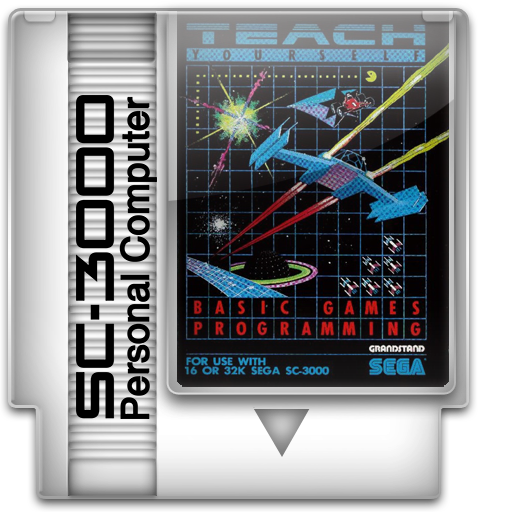 SC-3000
Personal Computer
TEACH
YOURSELF
BASIC GAMES
PROGRAMMING
GRANDSTAND
FOR USE WITH
16 OR 32K SEGA SC-3000
SEGA